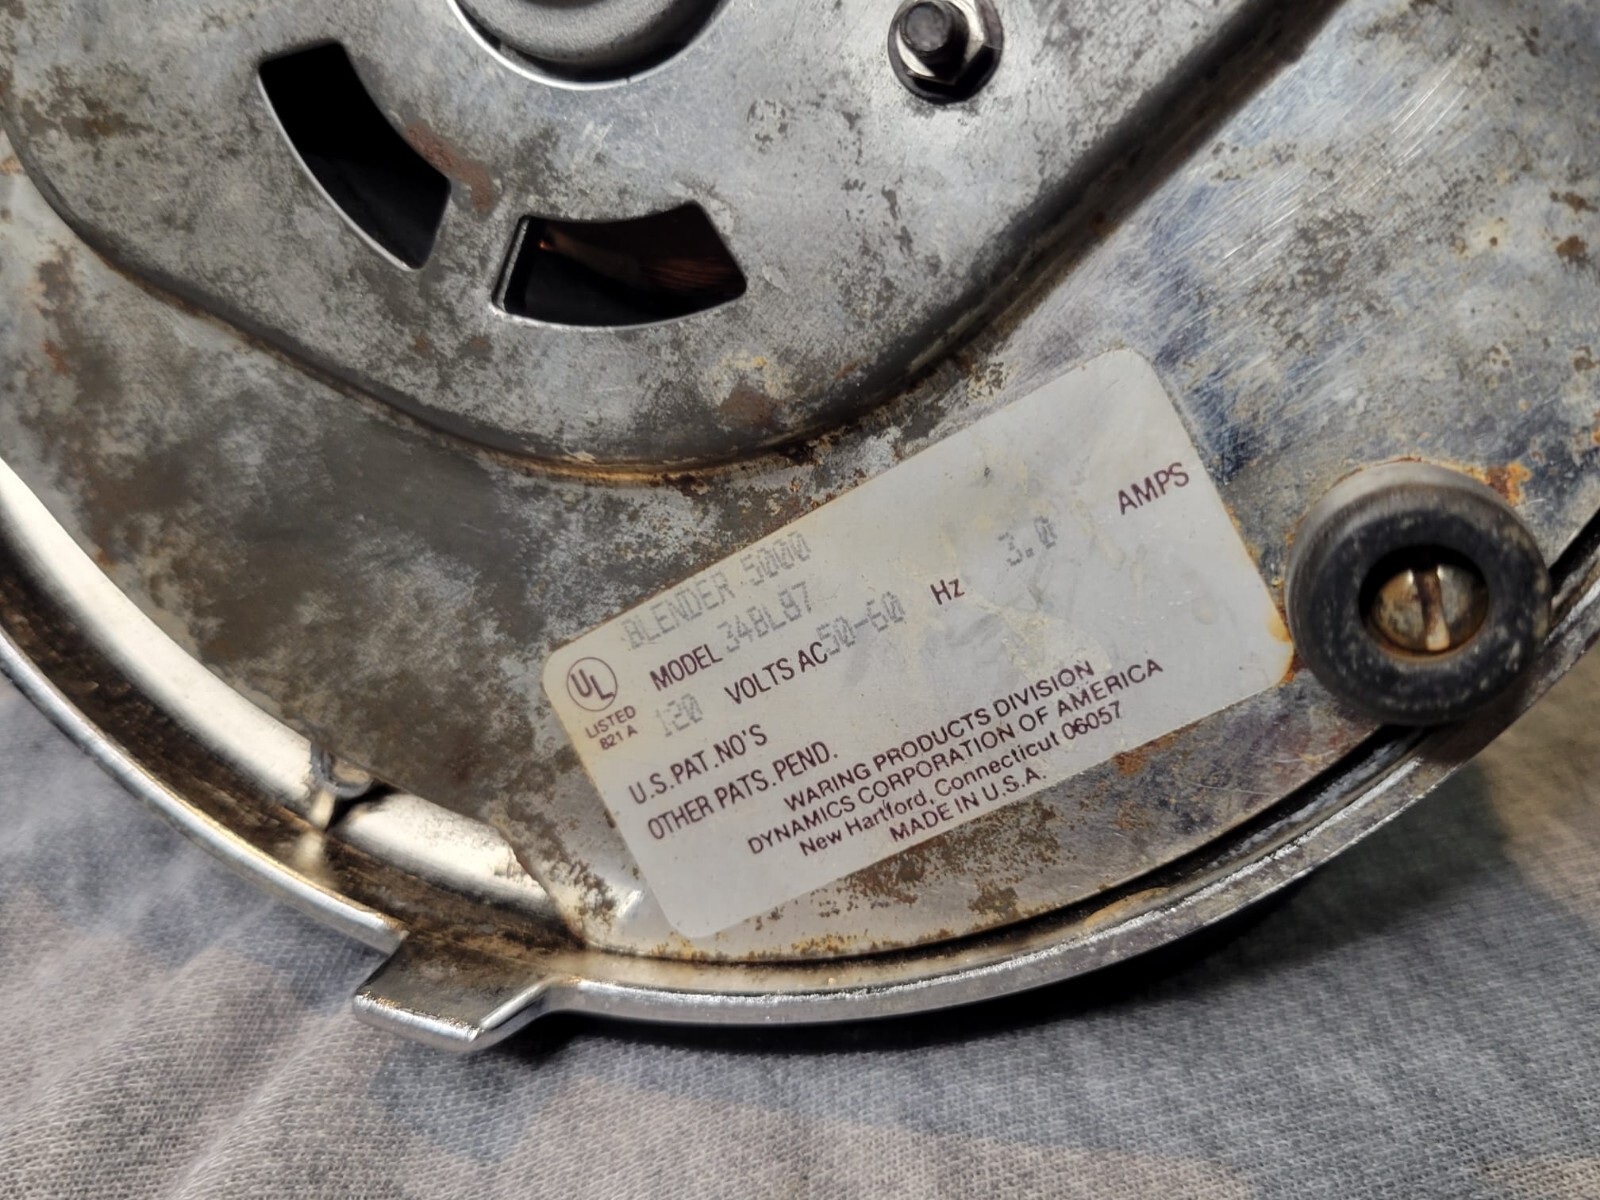 BLENDER 5000
UL MODEL 34BL87
LISTED 120 VOLTS AC 50-60 Hz 3.0 AMPS
821 A
U.S. PAT. NO'S
OTHER PATS. PEND.
WARING PRODUCTS DIVISION
DYNAMICS CORPORATION OF AMERICA
New Hartford, Connecticut 06057
MADE IN U.S.A.